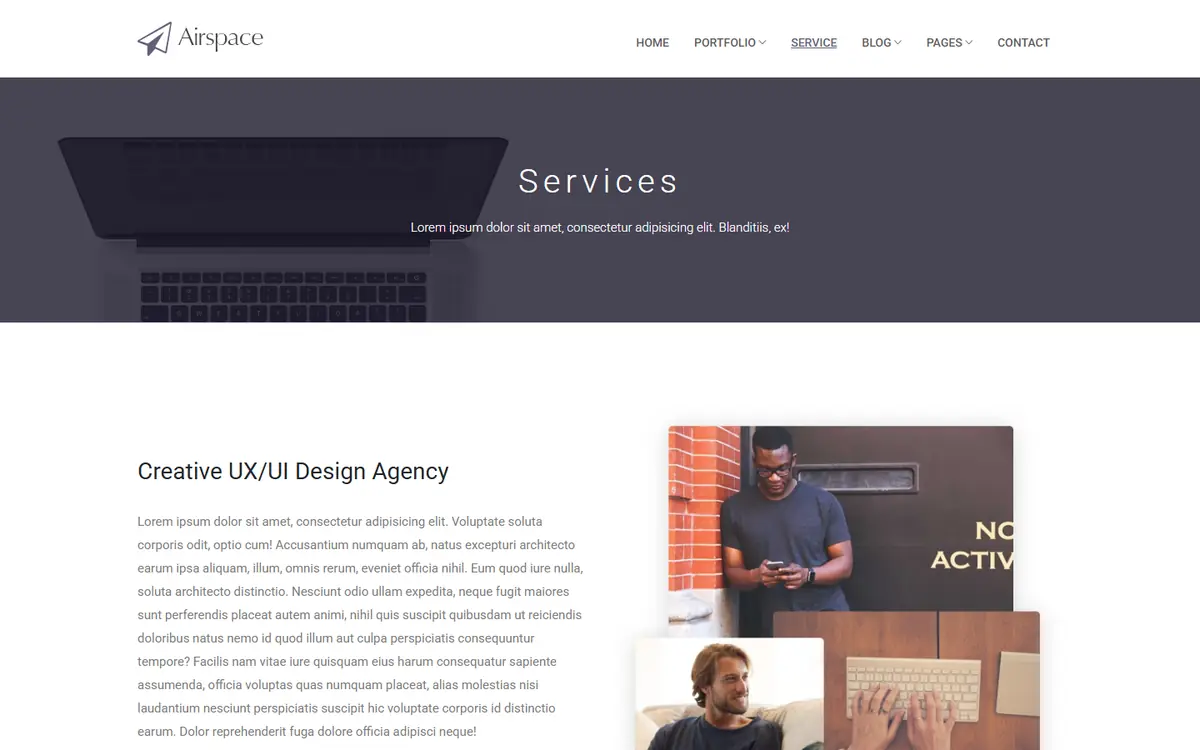 Airspace
HOME
PORTFOLIO
SERVICE
BLOG
PAGES
CONTACT
Services
Lorem ipsum dolor sit amet, consectetur adipisicing elit. Blanditiis, ex!
Creative UX/UI Design Agency
Lorem ipsum dolor sit amet, consectetur adipisicing elit. Voluptate soluta
corporis odit, optio cum! Accusantium numquam ab, natus excepturi architecto
earum ipsa aliquam, illum, omnis rerum, eveniet officia nihil. Eum quod iure nulla,
soluta architecto distinctio. Nesciunt odio ullam expedita, neque fugit maiores
sunt perferendis placeat autem animi, nihil quis suscipit quibusdam ut reiciendis
doloribus natus nemo id quod illum aut culpa perspiciatis consequuntur
tempore? Facilis nam vitae iure quisquam eius harum consequatur sapiente
assumenda, officia voluptas quas numquam placeat, alias molestias nisi
laudantium nesciunt perspiciatis suscipit hic voluptate corporis id distinctio
earum. Dolor reprehenderit fuga dolore officia adipisci neque!
NO
ACTIV